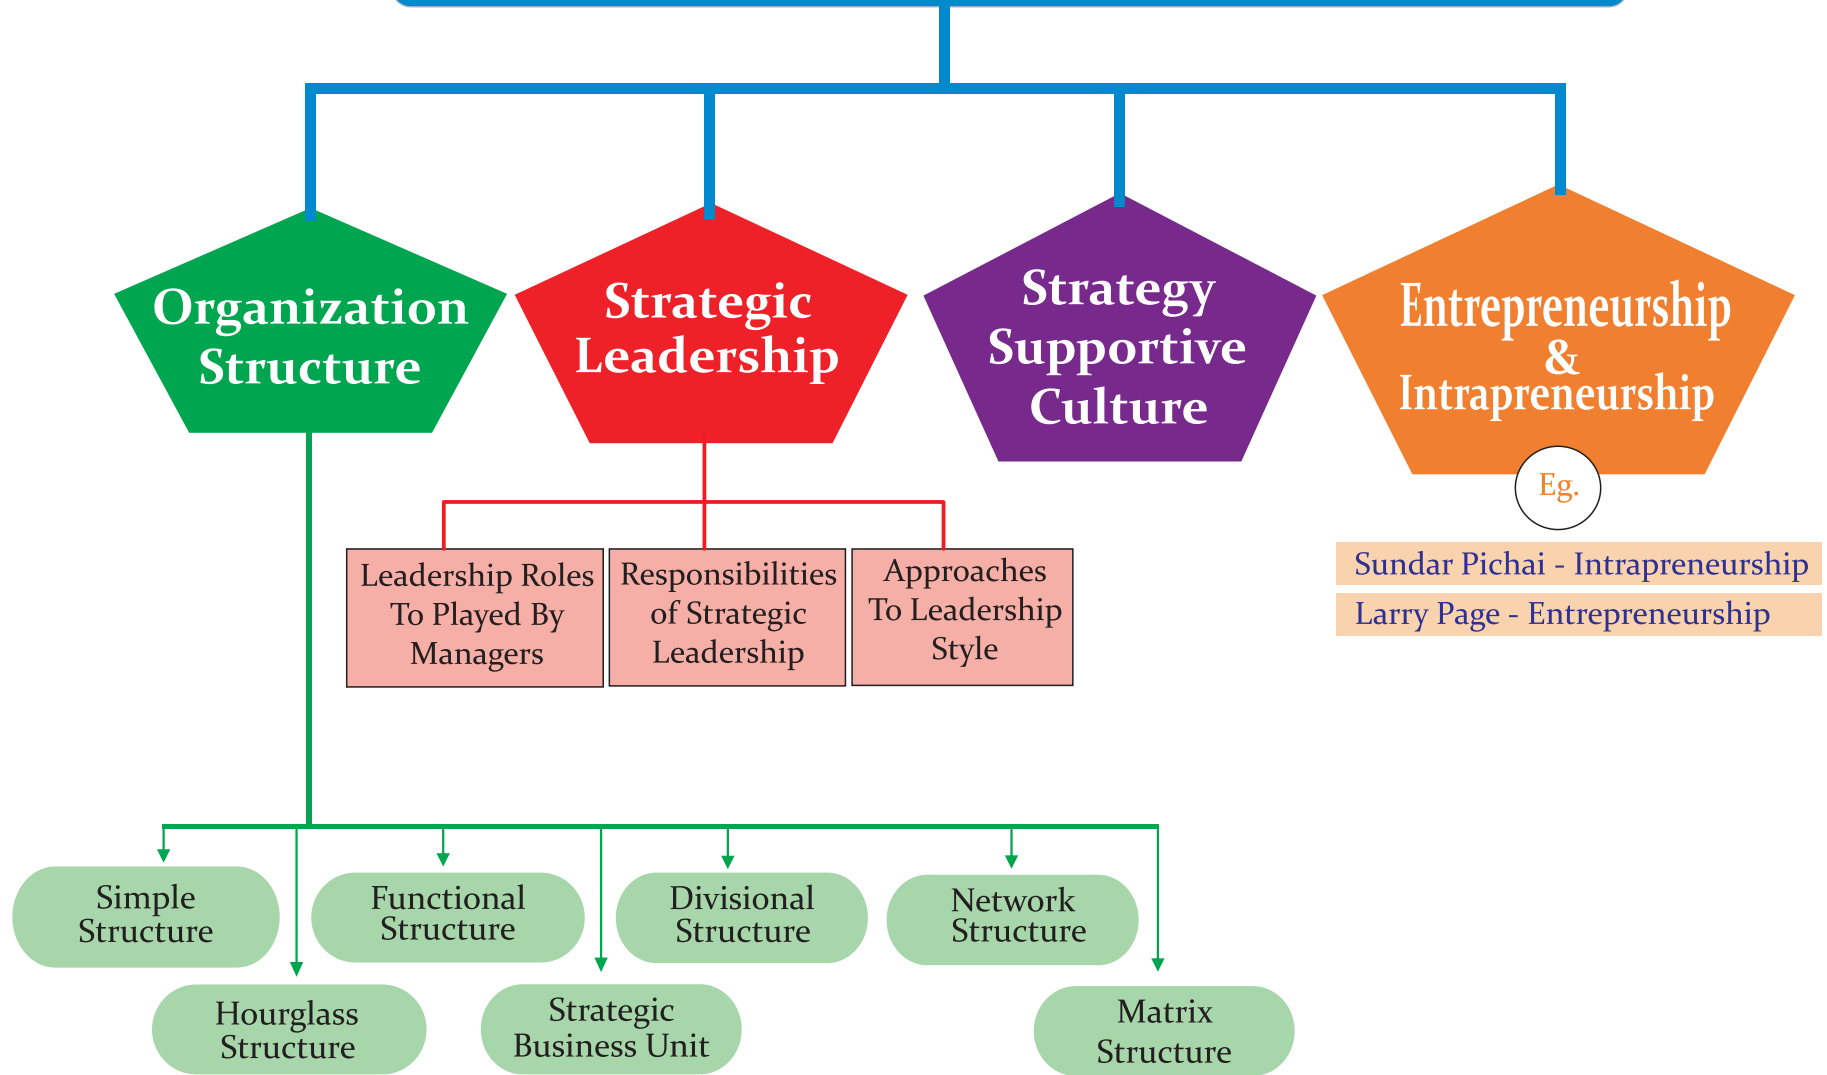 Organization
Structure
Strategic
Leadership
Strategy
Supportive
Culture
Entrepreneurship
&
Intrapreneurship
Eg.
Sundar Pichai - Intrapreneurship
Larry Page - Entrepreneurship
Leadership Roles
To Played By
Managers
Responsibilities
of Strategic
Leadership
Approaches
To Leadership
Style
Simple
Structure
Functional
Structure
Divisional
Structure
Network
Structure
Hourglass
Structure
Strategic
Business Unit
Matrix
Structure